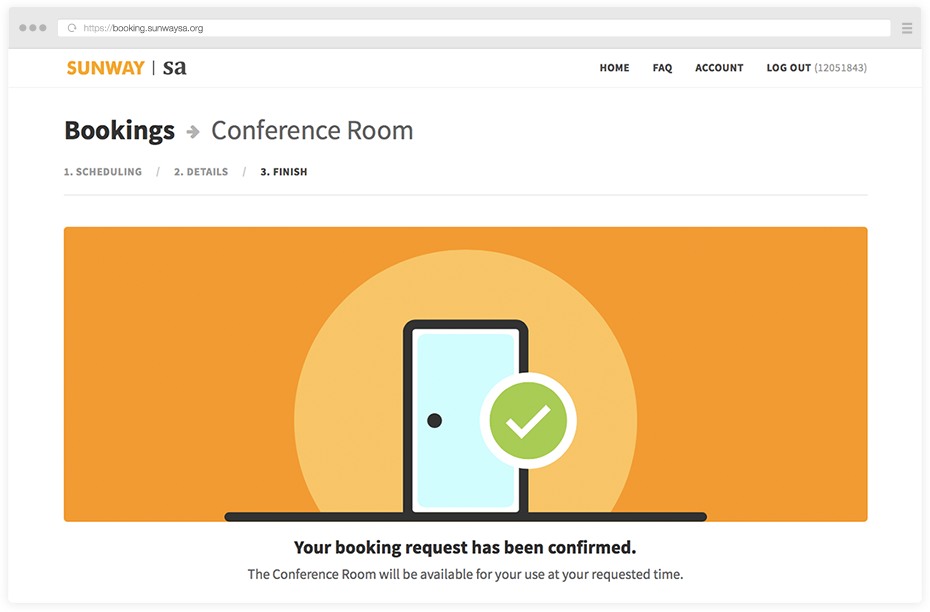 https://booking.sunwaysa.org
SUNWAY | sa
HOME FAQ ACCOUNT LOG OUT (12051843)
Bookings → Conference Room
1. SCHEDULING / 2. DETAILS / 3. FINISH
Your booking request has been confirmed.
The Conference Room will be available for your use at your requested time.